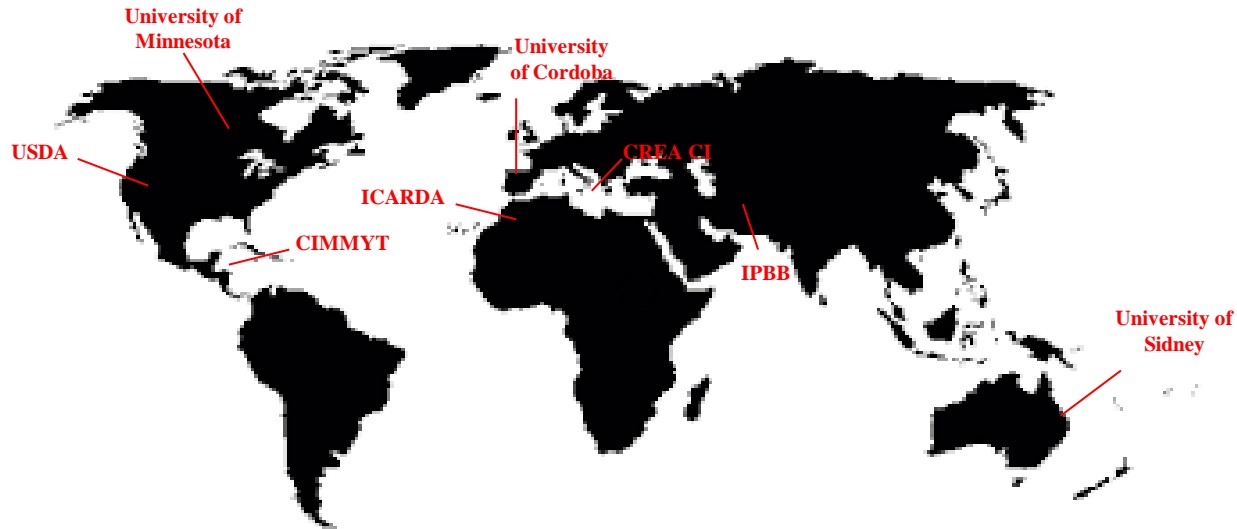 University of
Minnesota
University
of Cordoba
USDA
CREA CI
ICARDA
CIMMYT
IPBB
University of
Sidney